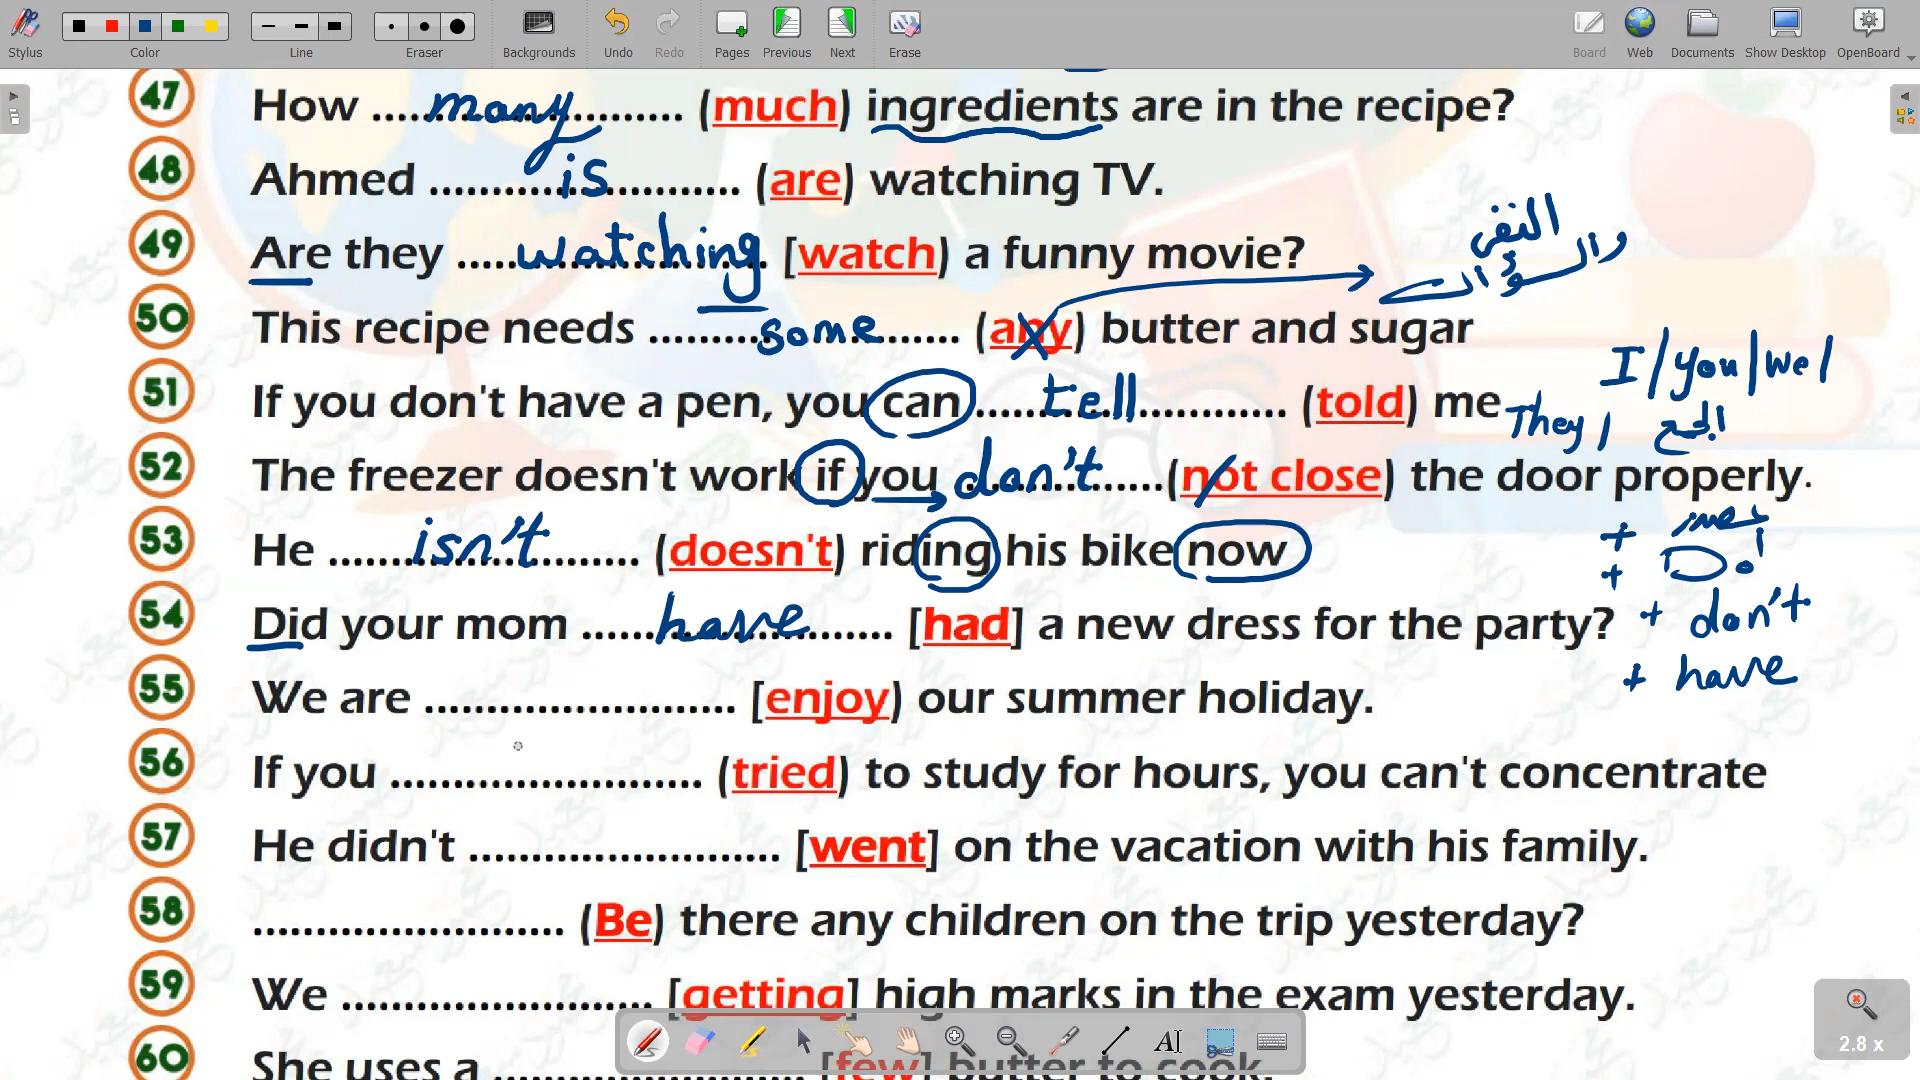 Stylus Color Line Eraser Backgrounds Undo Redo Pages Previous Next Erase Board Web Documents Show Desktop OpenBoard
47 How ........many........ (much) ingredients are in the recipe?
48 Ahmed ........is........ (are) watching TV.
49 Are they ........watching........ [watch) a funny movie?
النفى
والسؤال
50 This recipe needs ........some........ (any) butter and sugar
51 If you don't have a pen, you can ........tell........ (told) me
I / you / we /
They / الجمع
52 The freezer doesn't work if you don't ........(not close) the door properly.
53 He ........isn't........ (doesn't) riding his bike now
+ Do
54 Did your mom ........have........ [had] a new dress for the party?
+ don't
+ have
55 We are ........................ [enjoy) our summer holiday.
56 If you ........................ (tried) to study for hours, you can't concentrate
57 He didn't ........................ [went] on the vacation with his family.
58 ........................ (Be) there any children on the trip yesterday?
59 We ........................ [getting] high marks in the exam yesterday.
60 She uses a ........................ [few] butter to cook.
2.8 x